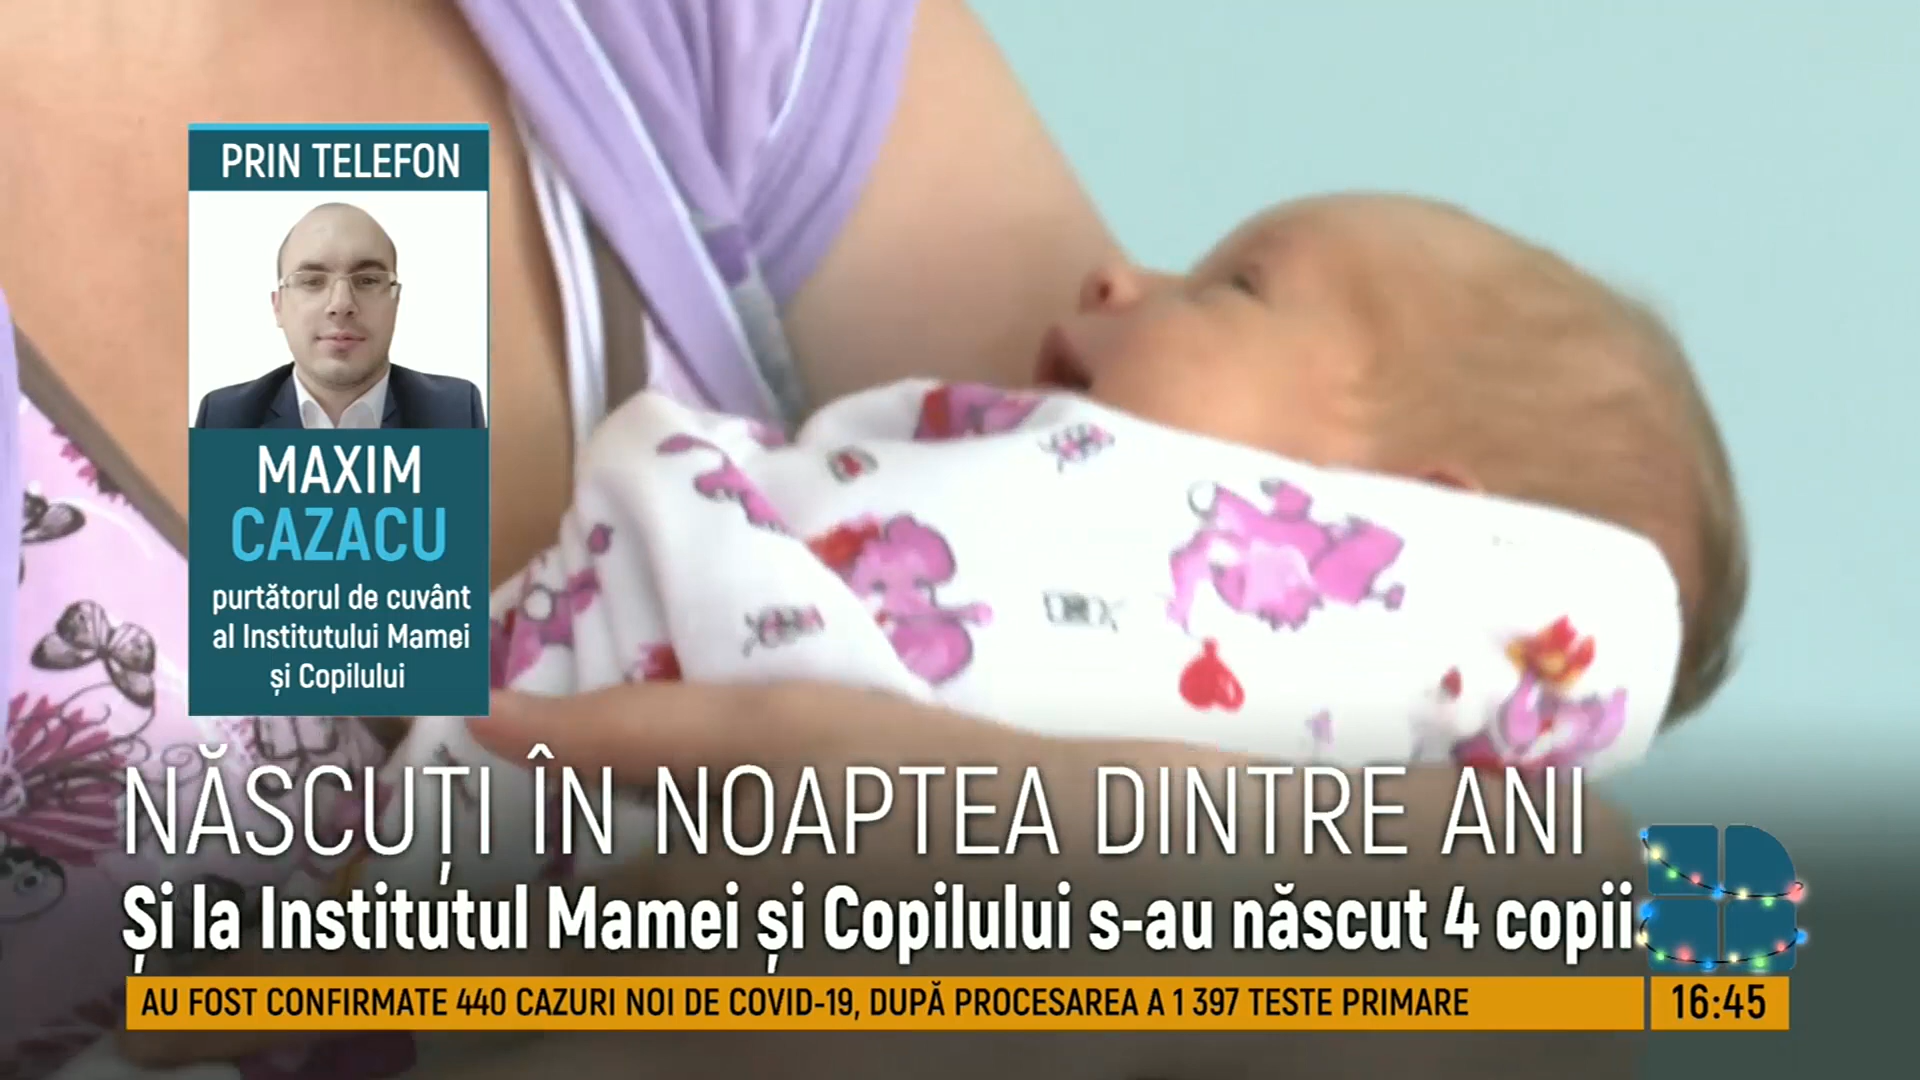 PRIN TELEFON
MAXIM
CAZACU
purtătorul de cuvânt
al Institutului Mamei
și Copilului
NĂSCUȚI ÎN NOAPTEA DINTRE ANI
Și la Institutul Mamei și Copilului s-au născut 4 copii
AU FOST CONFIRMATE 440 CAZURI NOI DE COVID-19, DUPĂ PROCESAREA A 1 397 TESTE PRIMARE
16:45